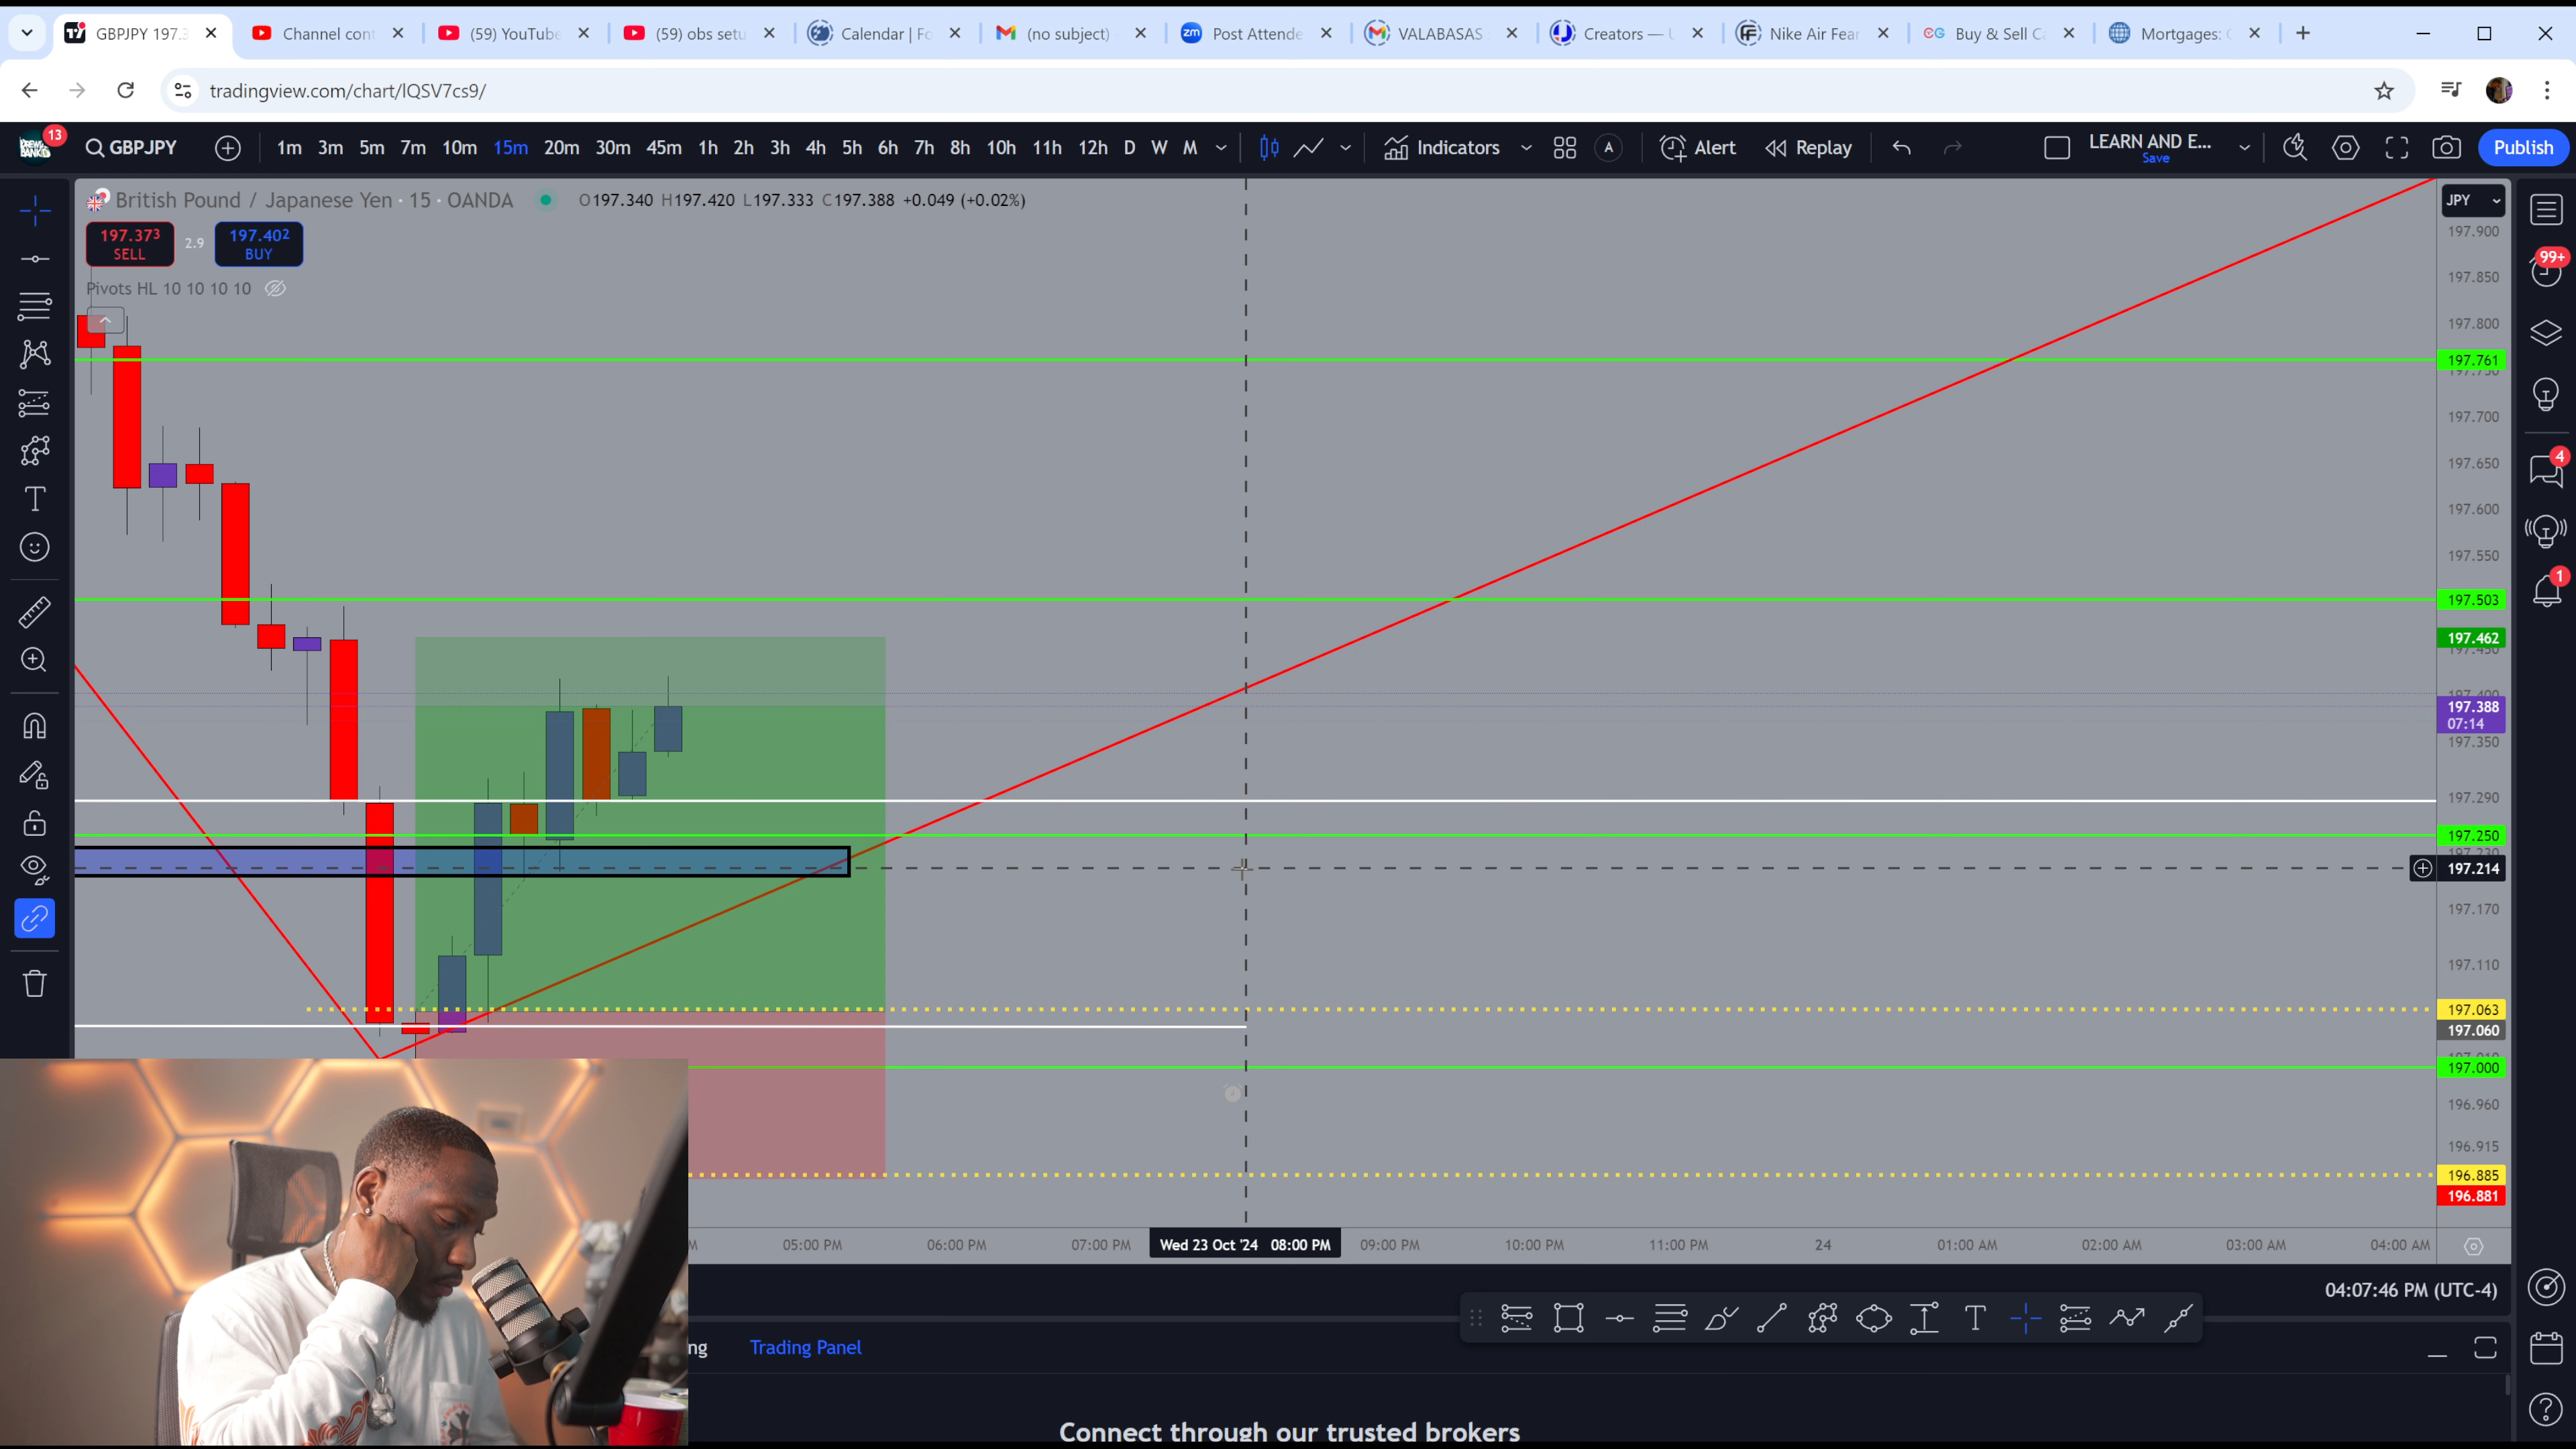 GBPJPY 197.3
Channel cont
(59) YouTube
(59) obs setu
Calendar | Fo
(no subject)
Post Attende
VALABASAS
Creators —
Nike Air Fear
Buy & Sell Ca
Mortgages:
tradingview.com/chart/lQSV7cs9/
13
GBPJPY
1m 3m 5m 7m 10m 15m 20m 30m 45m 1h 2h 3h 4h 5h 6h 7h 8h 10h 11h 12h D W M
Indicators
A
Alert
Replay
LEARN AND E...
Save
Publish
British Pound / Japanese Yen · 15 · OANDA
O197.340 H197.420 L197.333 C197.388 +0.049 (+0.02%)
197.373
SELL
2.9
197.402
BUY
Pivots HL 10 10 10 10
JPY
197.900
197.850
197.800
197.761
197.700
197.650
197.600
197.550
197.503
197.462
197.388
07:14
197.350
197.290
197.250
197.214
197.170
197.110
197.063
197.060
197.000
196.960
196.915
196.885
196.881
99+
4
1
05:00 PM
06:00 PM
07:00 PM
Wed 23 Oct '24 08:00 PM
09:00 PM
10:00 PM
11:00 PM
24
01:00 AM
02:00 AM
03:00 AM
04:00 AM
04:07:46 PM (UTC-4)
ng
Trading Panel
Connect through our trusted brokers